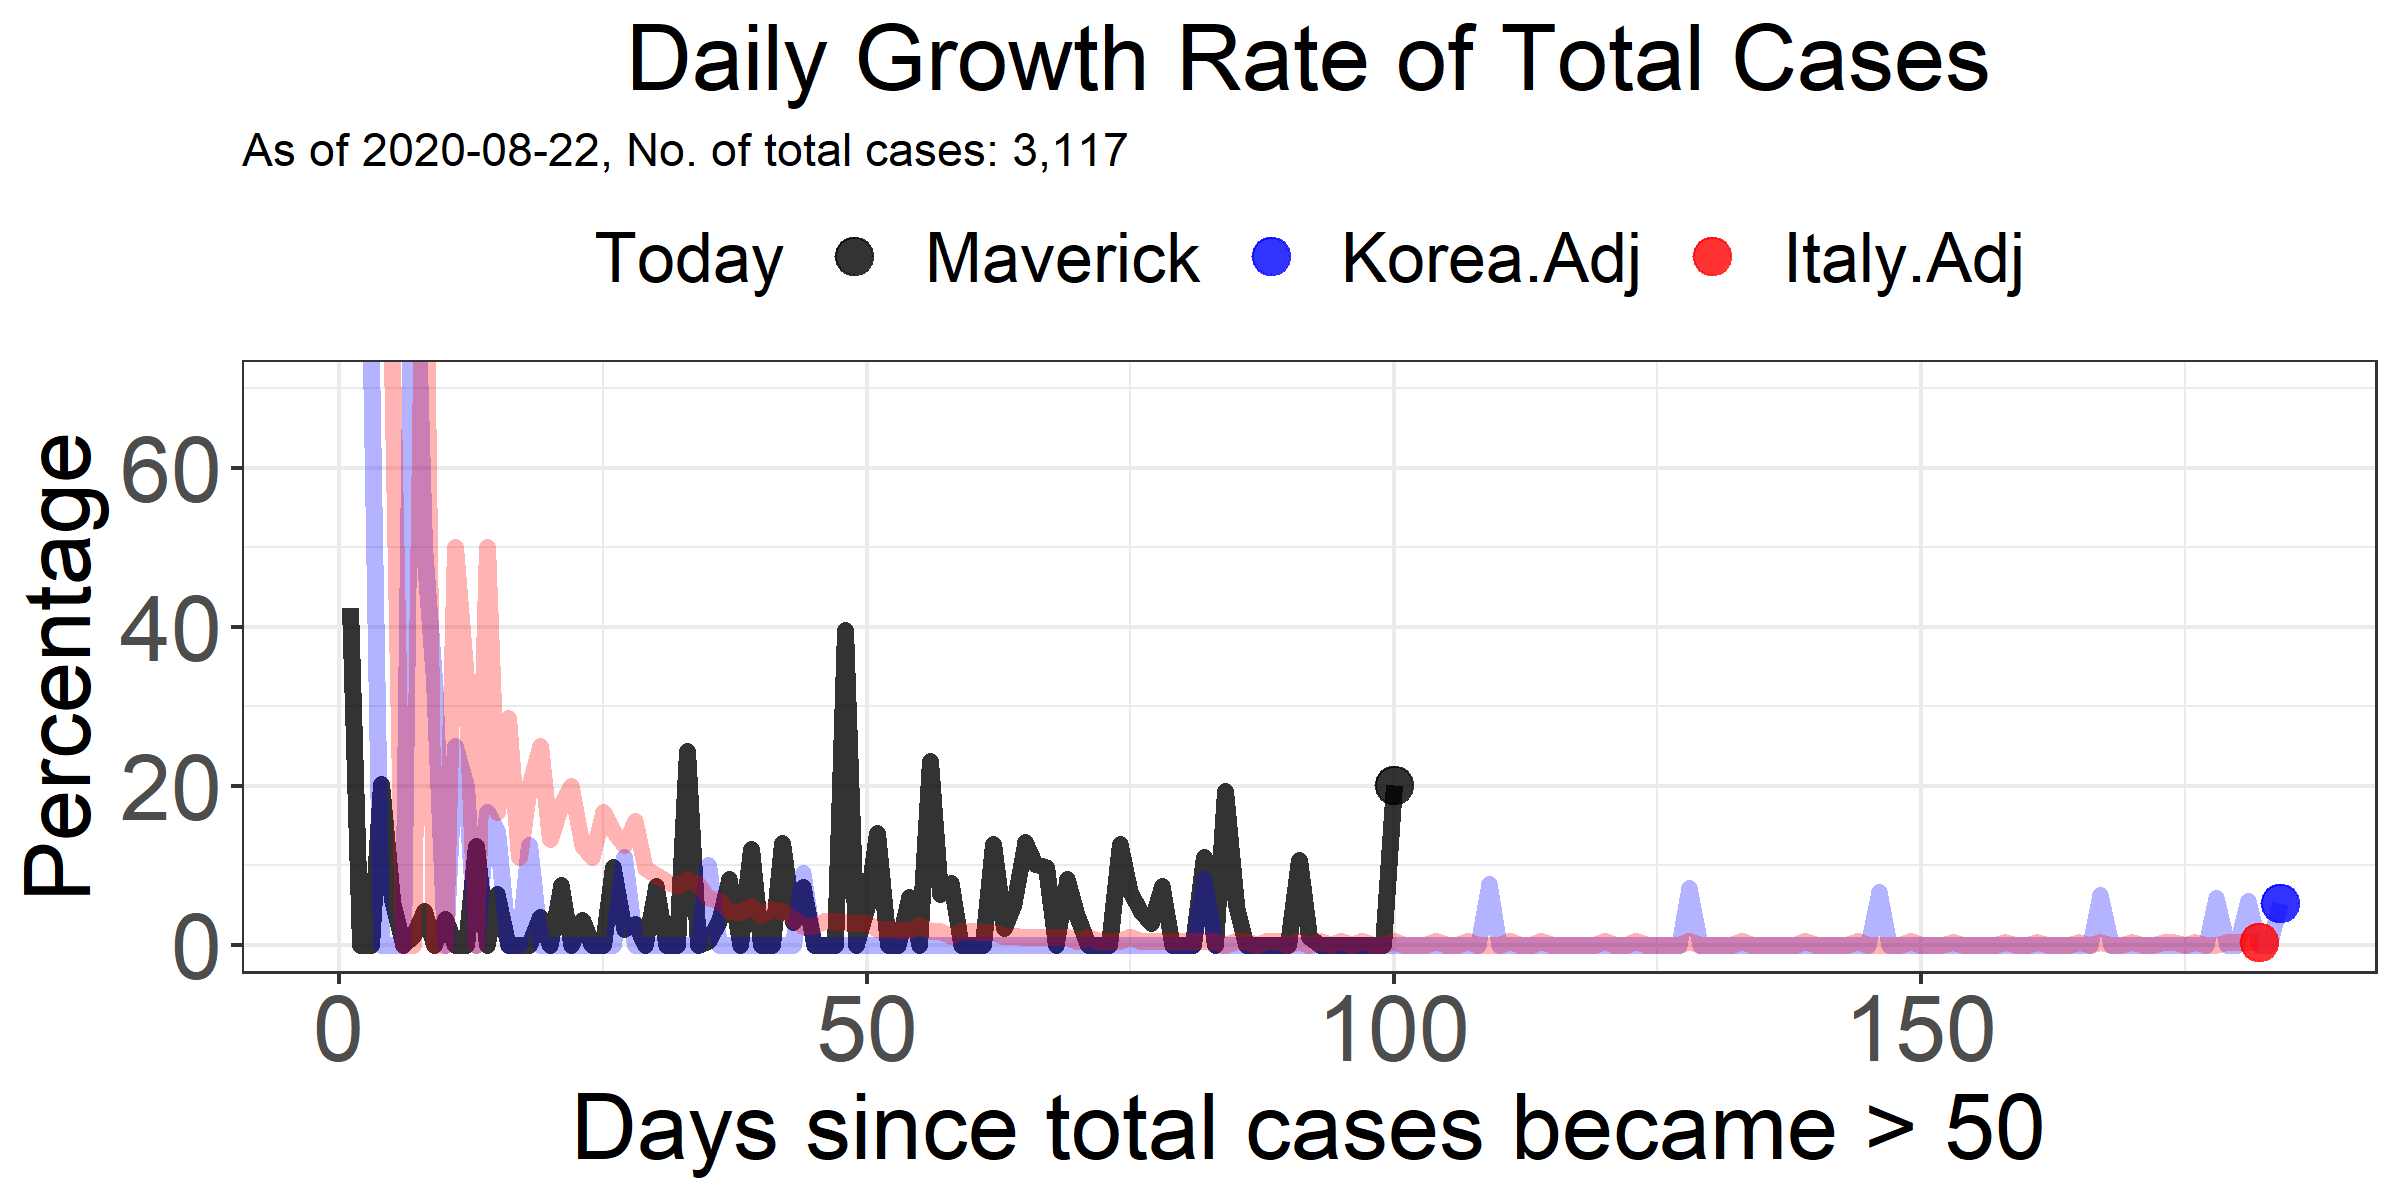 Daily Growth Rate of Total Cases
As of 2020-08-22, No. of total cases: 3,117
Today Maverick Korea.Adj Italy.Adj
Percentage
60
40
20
0
0 50 100 150
Days since total cases became > 50